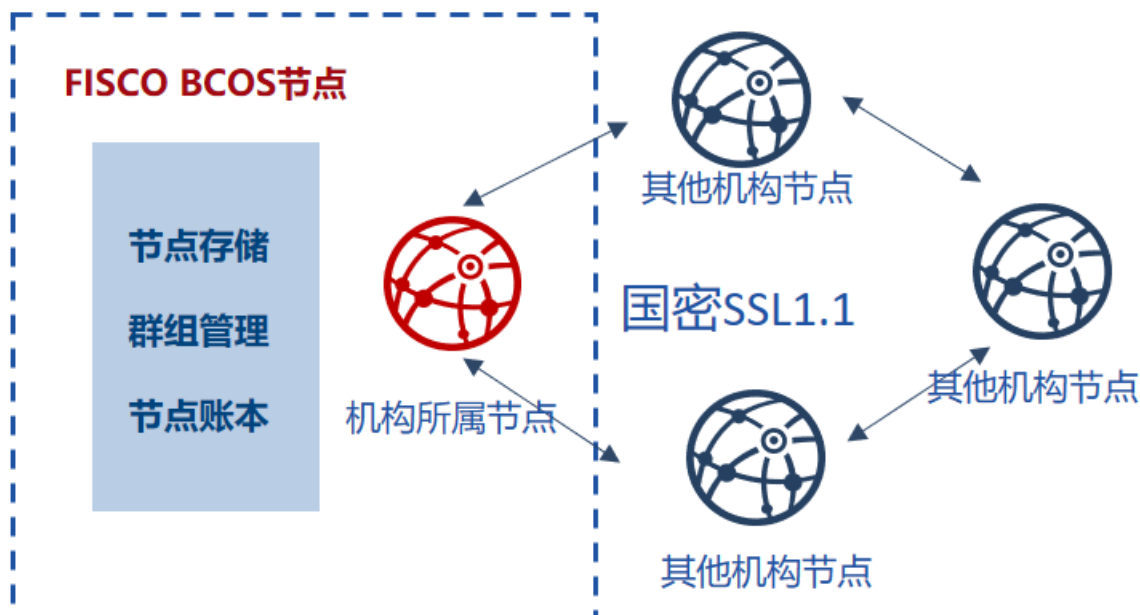 FISCO BCOS节点
节点存储
群组管理
节点账本
机构所属节点
其他机构节点
国密SSL1.1
其他机构节点
其他机构节点